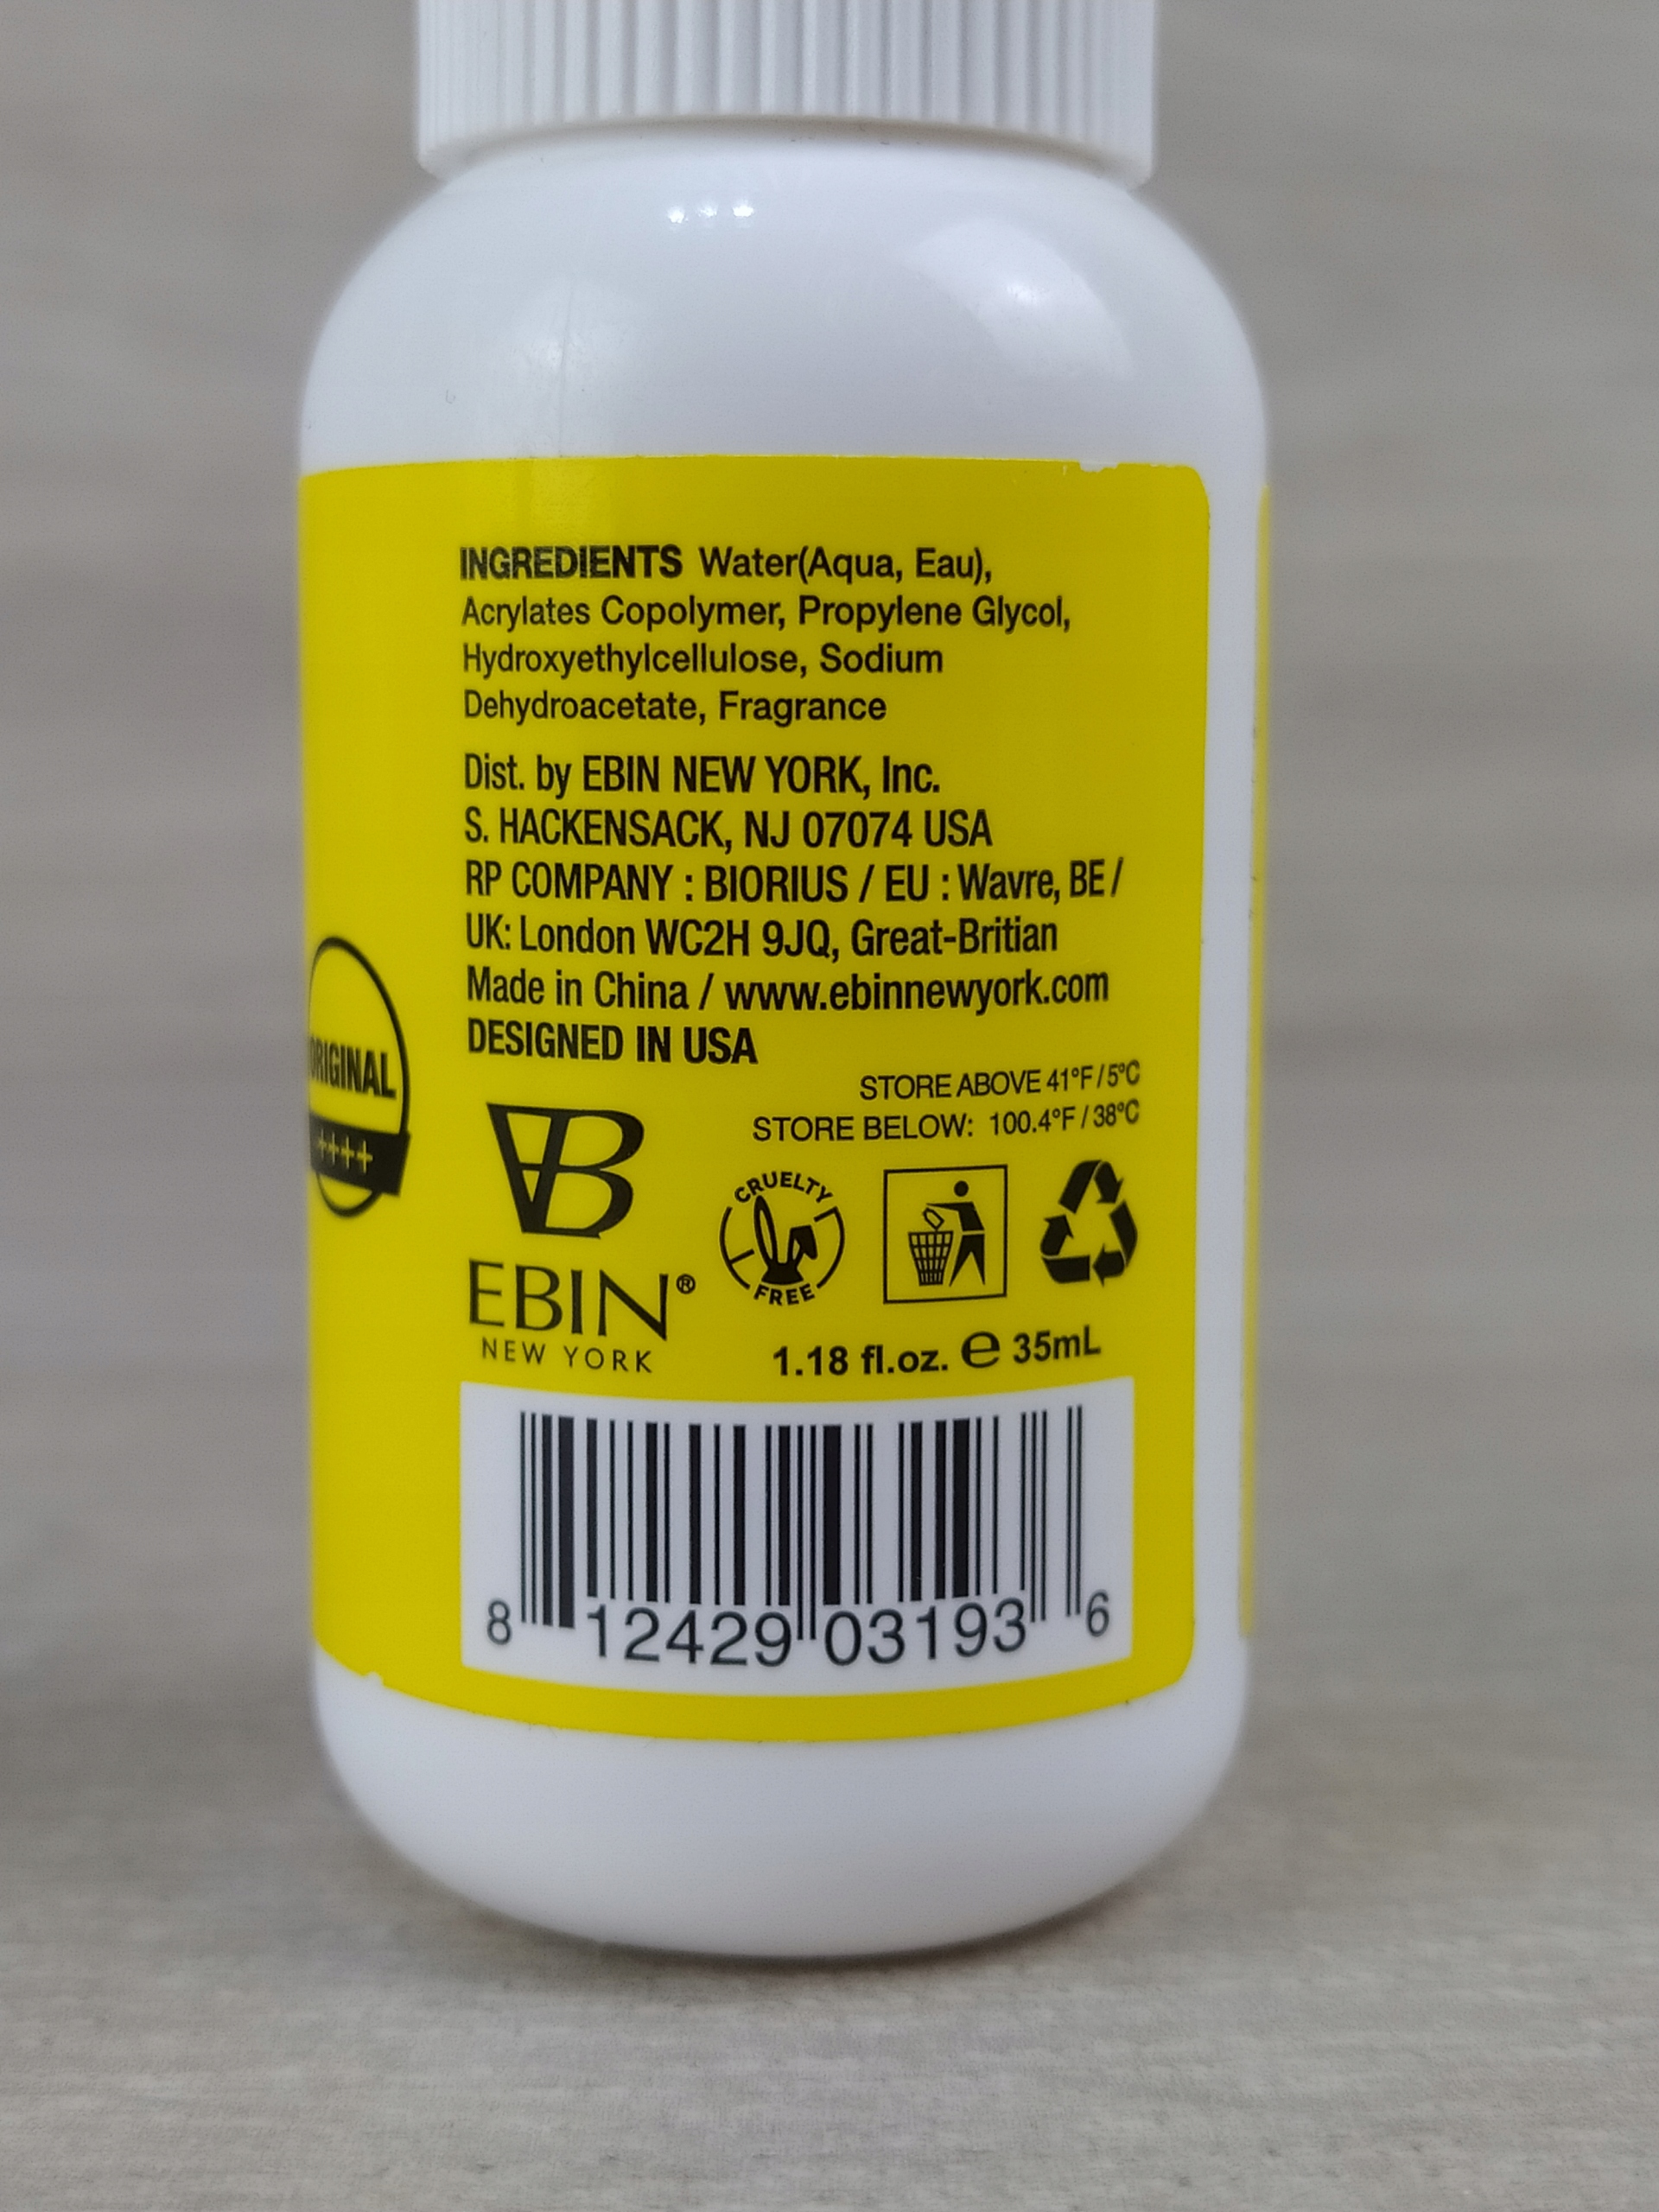 INGREDIENTS Water(Aqua, Eau),
Acrylates Copolymer, Propylene Glycol,
Hydroxyethylcellulose, Sodium
Dehydroacetate, Fragrance
Dist. by EBIN NEW YORK, Inc.
S. HACKENSACK, NJ 07074 USA
RP COMPANY : BIORIUS / EU : Wavre, BE /
UK: London WC2H 9JQ, Great-Britian
Made in China / www.ebinnewyork.com
DESIGNED IN USA
ORIGINAL
++++
STORE ABOVE 41°F / 5°C
STORE BELOW: 100.4°F / 38°C
CRUELTY
FREE
EBIN®
NEW YORK
1.18 fl.oz. ℮ 35mL
8 12429 03193 6